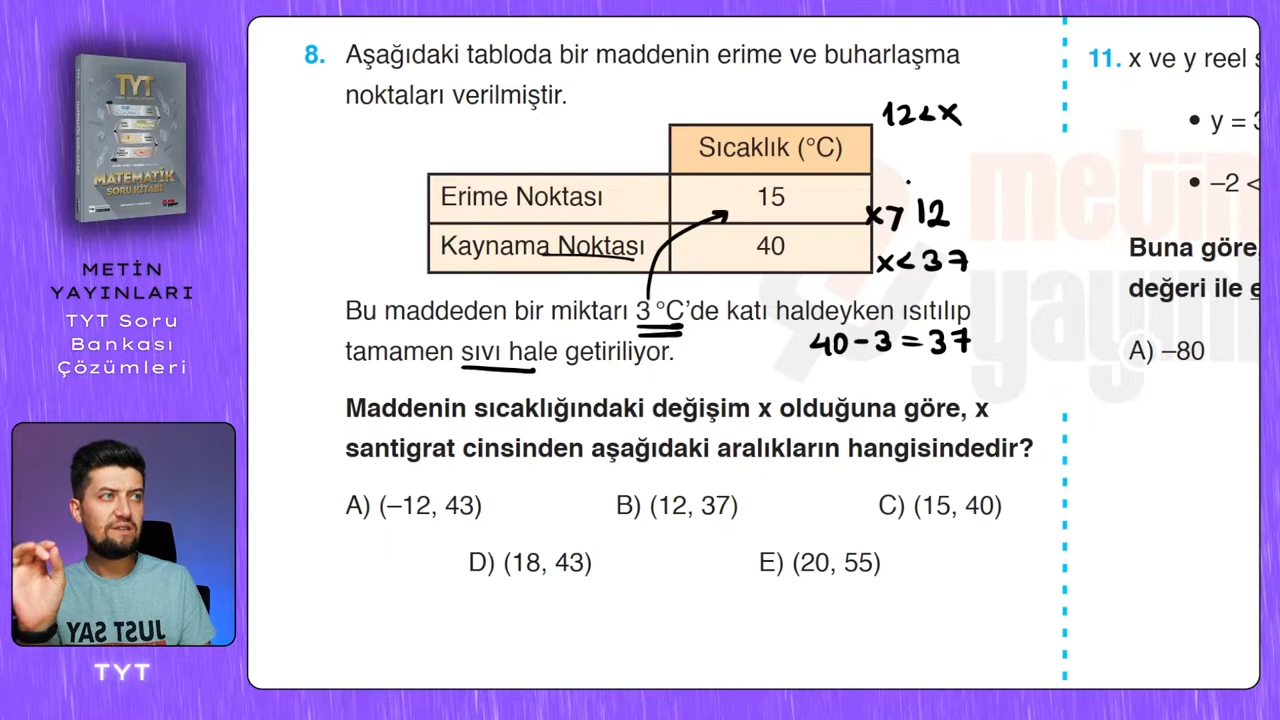 TYT
MATEMATİK
SORU KİTABI
METİN
YAYINLARI
TYT Soru
Bankası
Çözümleri
JUST
YAZ TSUL
TYT
8. Aşağıdaki tabloda bir maddenin erime ve buharlaşma
noktaları verilmiştir.
12<x
Sıcaklık (°C)
Erime Noktası 15
x>12
Kaynama Noktası 40
x<37
Bu maddeden bir miktarı 3 °C'de katı haldeyken ısıtılıp
40-3=37
tamamen sıvı hale getiriliyor.
Maddenin sıcaklığındaki değişim x olduğuna göre, x
santigrat cinsinden aşağıdaki aralıkların hangisindedir?
A) (–12, 43) B) (12, 37) C) (15, 40)
D) (18, 43) E) (20, 55)
metin
yayın
11. x ve y reel s
• y = 3
• –2 <
Buna göre,
değeri ile e
A) –80